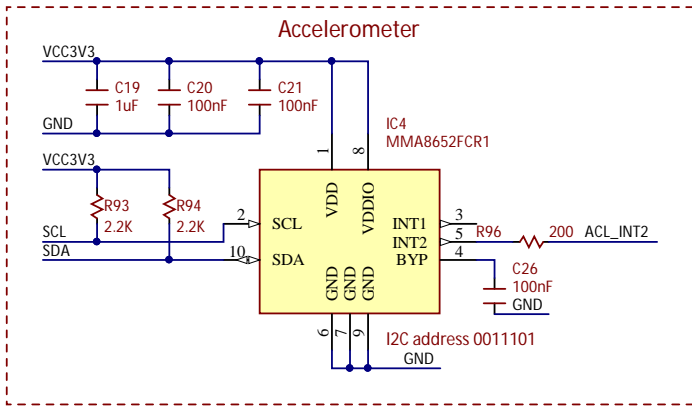 Accelerometer
VCC3V3
C19
1uF
C20
100nF
C21
100nF
GND
IC4
MMA8652FCR1
1
8
VDD
VDDIO
VCC3V3
R93
2.2K
R94
2.2K
SCL
2
SCL
SDA
10
SDA
INT1
3
INT2
5
R96
200
ACL_INT2
BYP
4
C26
100nF
GND
GND
GND
GND
6
7
9
I2C address 0011101
GND